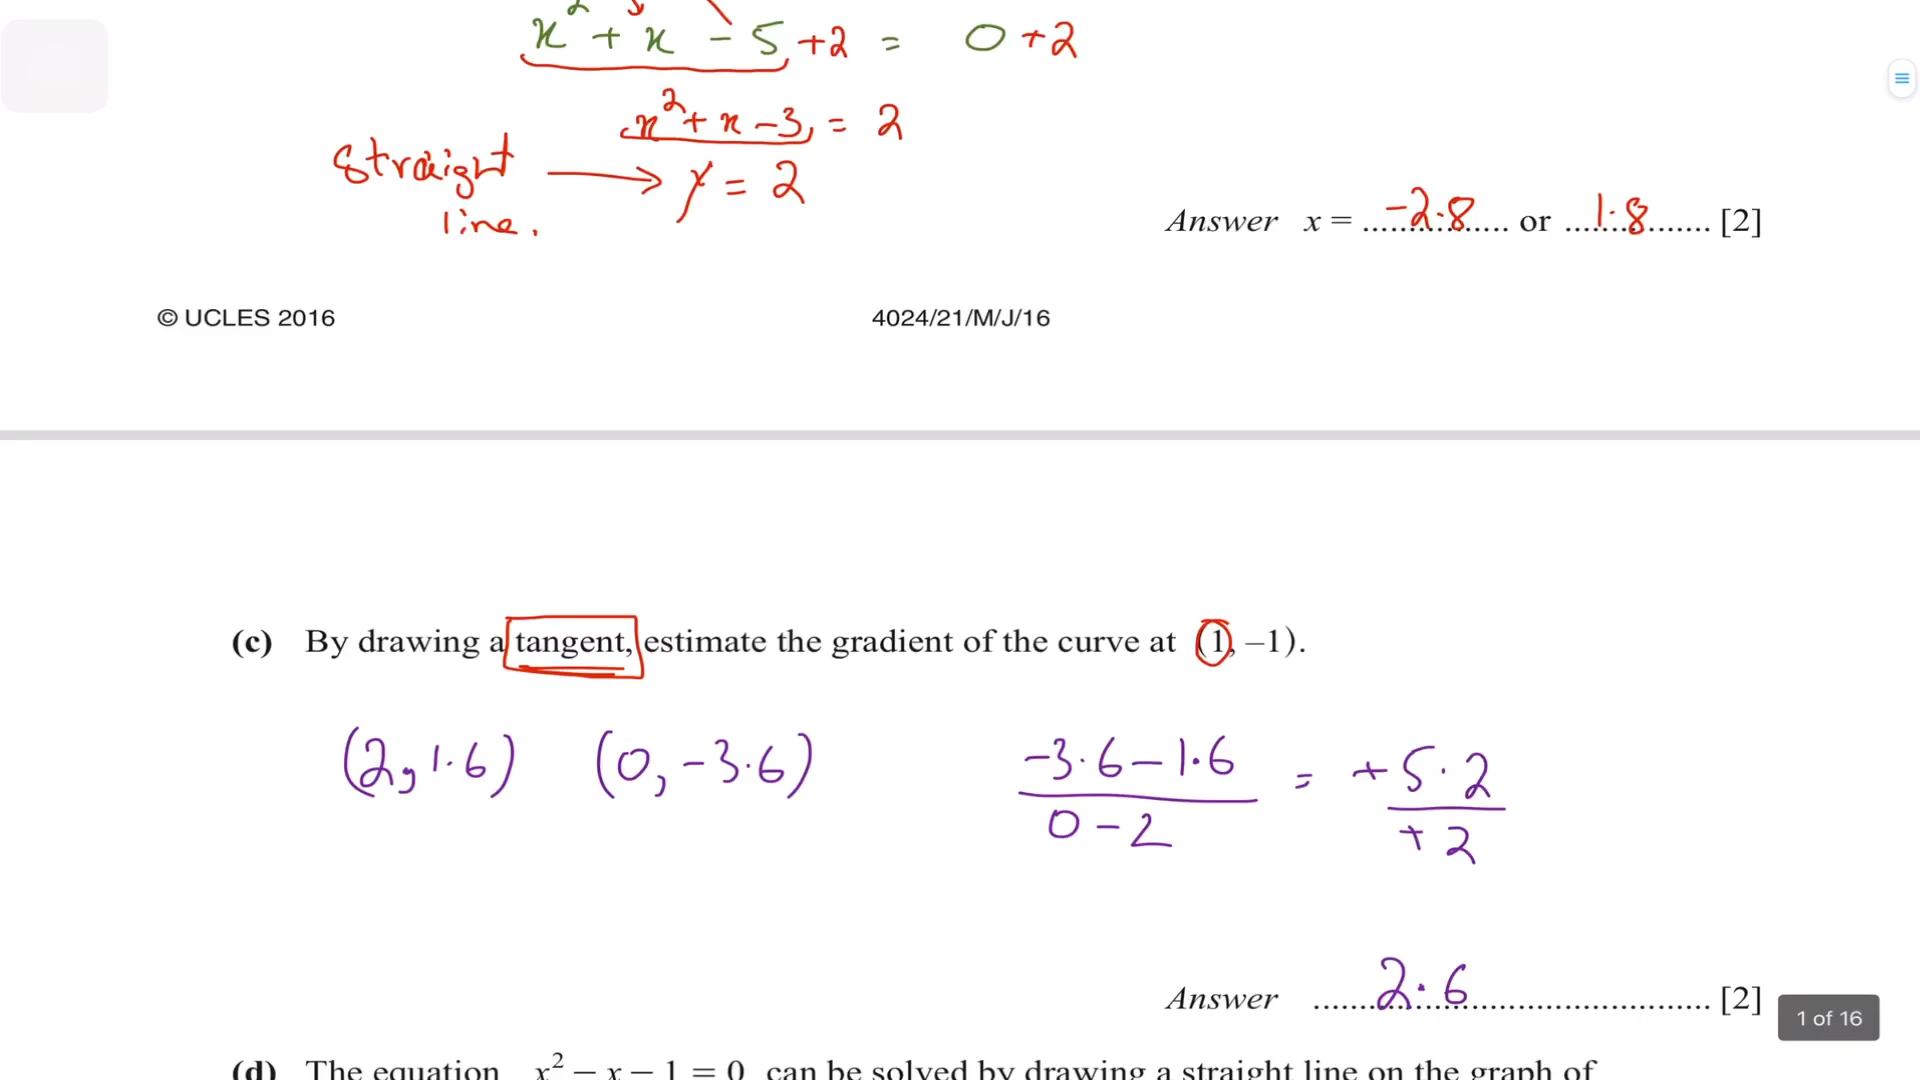 x² + x - 5 + 2 = 0 + 2
x² + x - 3 = 2
straight line. → y = 2
Answer x = -2.8 or 1.8 [2]
© UCLES 2016 4024/21/M/J/16
(c) By drawing a tangent, estimate the gradient of the curve at (1, –1).
(2, 1.6) (0, -3.6) -3.6 - 1.6 / 0 - 2 = +5.2 / +2
Answer 2.6 [2]
1 of 16
(d) The equation x² – x – 1 = 0 can be solved by drawing a straight line on the graph of